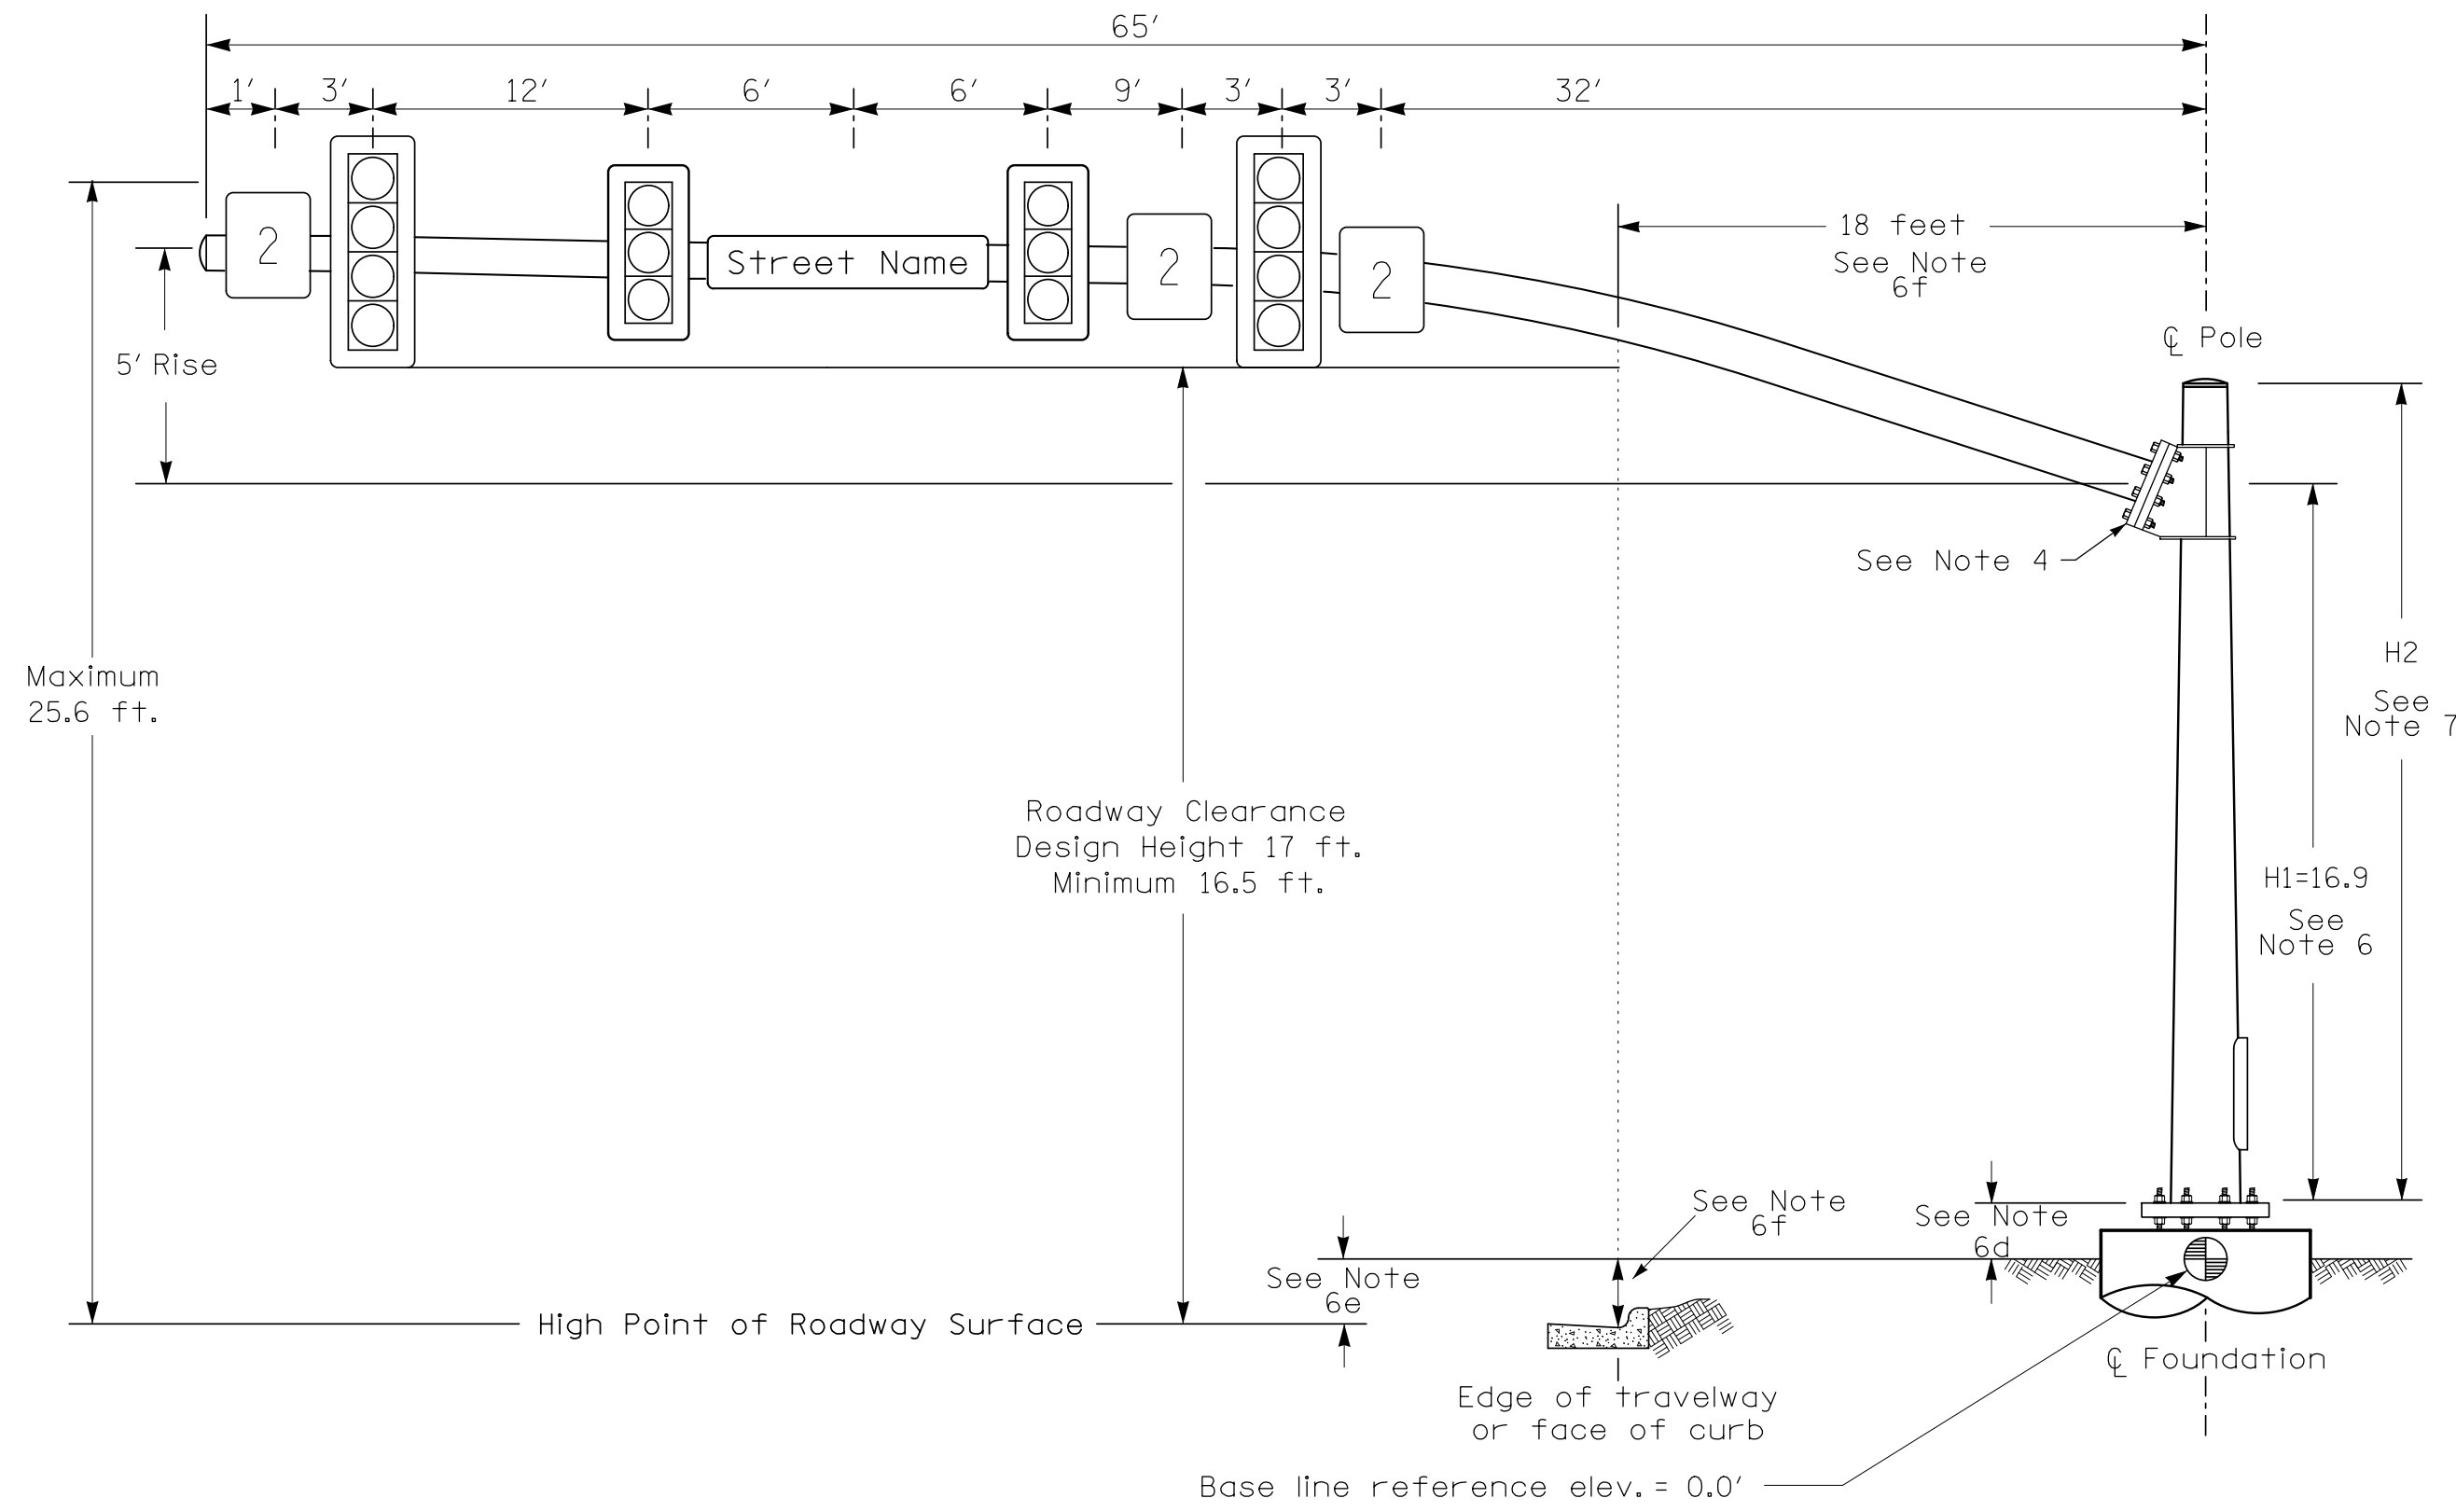 65'
1' 3' 12' 6' 6' 9' 3' 3' 32'
18 feet
See Note
6f
2
Street Name
2
2
℄ Pole
5' Rise
See Note 4
Maximum
25.6 ft.
H2
See
Note 7
Roadway Clearance
Design Height 17 ft.
Minimum 16.5 ft.
H1=16.9
See
Note 6
See Note
6f
See Note
6d
See Note
6e
High Point of Roadway Surface
℄ Foundation
Edge of travelway
or face of curb
Base line reference elev. = 0.0'